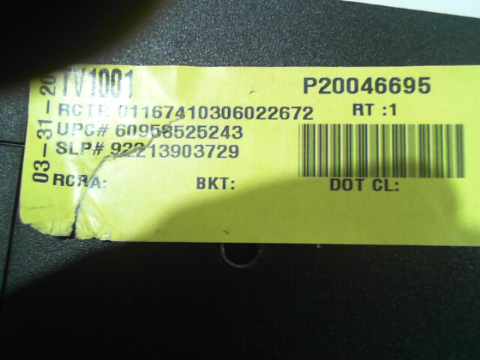 TV1001 P20046695
RCTR 01167410306022672 RT :1
UPC# 60958525243
SLP# 92213903729
RCRA: BKT: DOT CL:
03-31-20